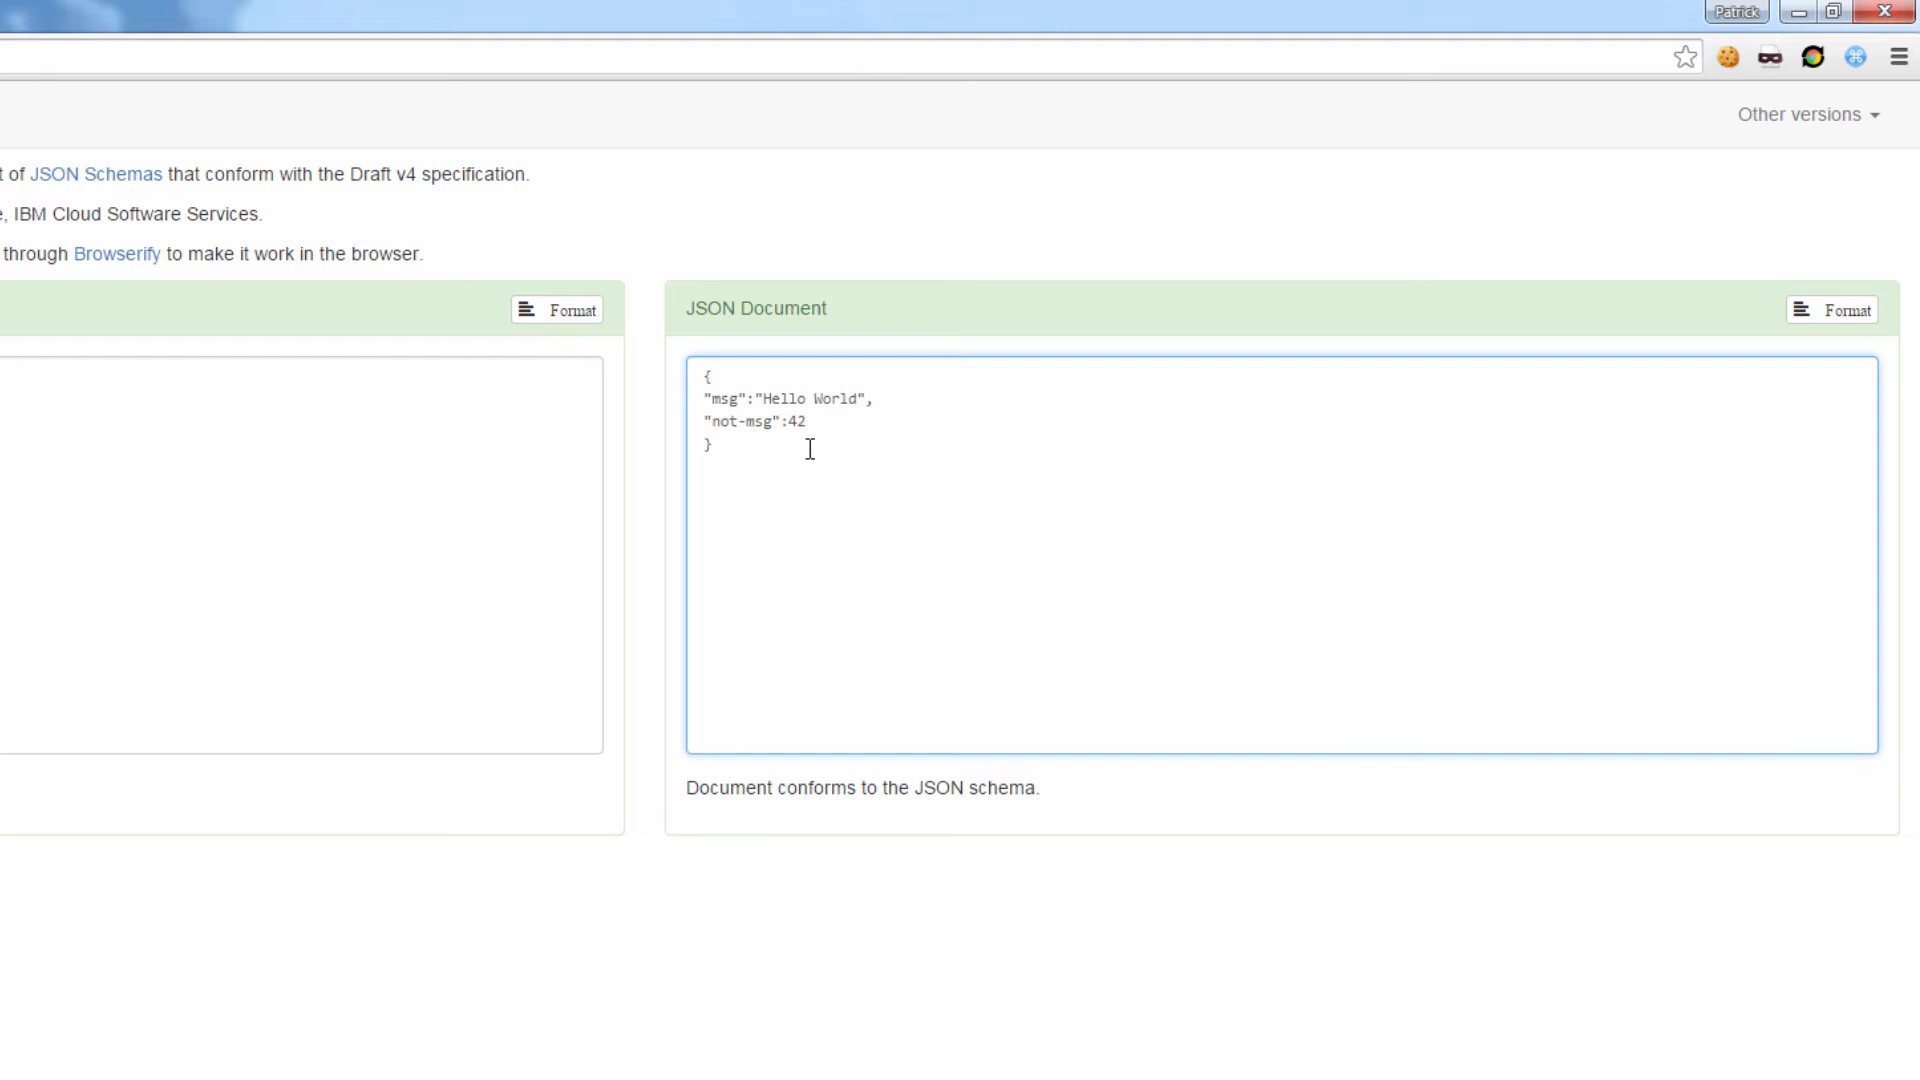 Patrick
Other versions
t of JSON Schemas that conform with the Draft v4 specification.
e, IBM Cloud Software Services.
through Browserify to make it work in the browser.
Format
JSON Document
Format
{
"msg":"Hello World",
"not-msg":42
}
Document conforms to the JSON schema.